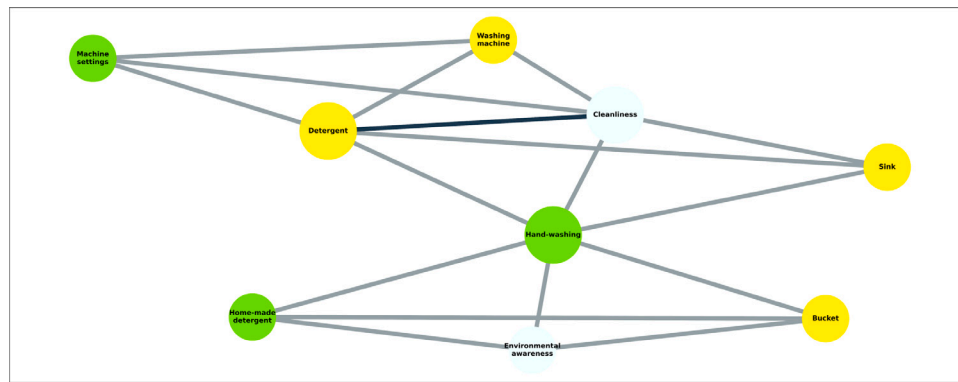 Washing
machine
Machine
settings
Cleanliness
Detergent
Sink
Hand-washing
Home-made
detergent
Bucket
Environmental
awareness